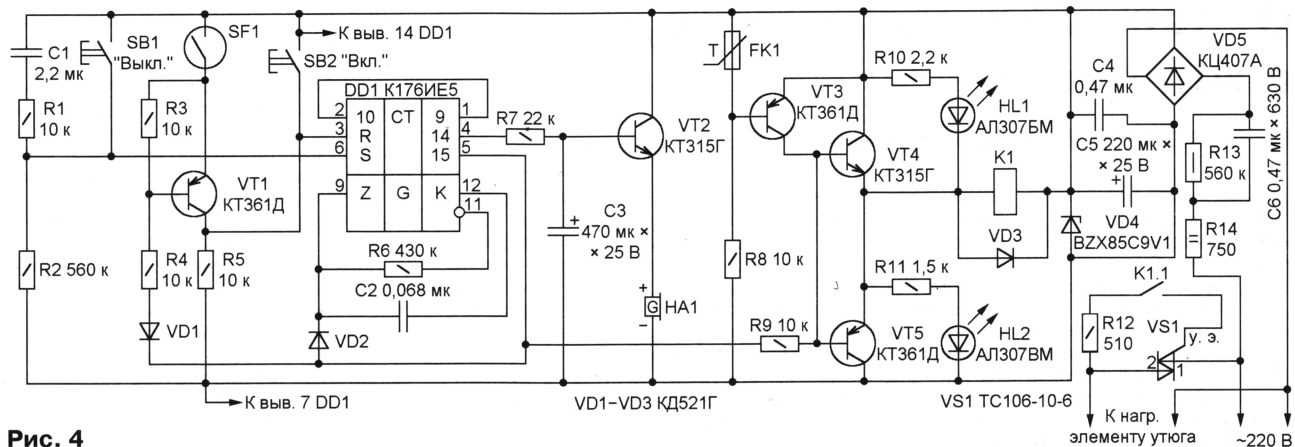 C1
2,2 мк
R1
10 к
R2 560 к
SB1
"Выкл."
SF1
R3
10 к
VT1
КТ361Д
R4
10 к
R5
10 к
VD1
К выв. 14 DD1
SB2 "Вкл."
DD1 К176ИЕ5
2 10 CT 9 1
3 R 14 4
6 S 15 5
9 Z G K 12
11
R6 430 к
C2 0,068 мк
VD2
К выв. 7 DD1
R7 22 к
C3
+
470 мк ×
× 25 В
VT2
КТ315Г
+
G HA1
–
T FK1
R8 10 к
R9 10 к
VT3
КТ361Д
VT4
КТ315Г
VT5
КТ361Д
R10 2,2 к
HL1
АЛ307БМ
K1
VD3
R11 1,5 к
HL2
АЛ307ВМ
C4
0,47 мк
C5 220 мк ×
× 25 В
+
VD4
BZX85C9V1
VD5
КЦ407А
R13
560 к
R14
750
C6 0,47 мк × 630 В
K1.1
R12
510
VS1
у. э.
2 1
VD1–VD3 КД521Г
VS1 ТС106-10-6
К нагр.
элементу утюга
~220 В
Рис. 4